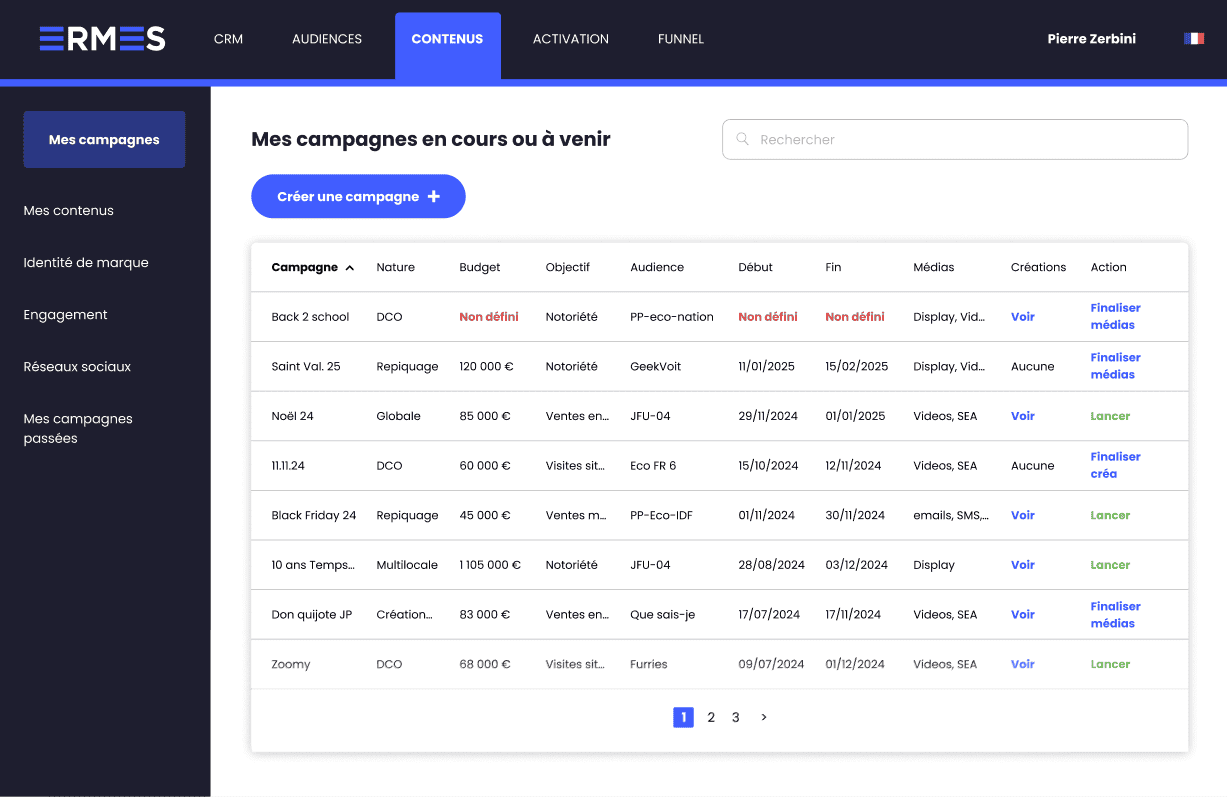 ERMES
CRM
AUDIENCES
CONTENUS
ACTIVATION
FUNNEL
Pierre Zerbini
Mes campagnes
Mes contenus
Identité de marque
Engagement
Réseaux sociaux
Mes campagnes
passées
Mes campagnes en cours ou à venir
Rechercher
Créer une campagne +
Campagne Nature Budget Objectif Audience Début Fin Médias Créations Action
Back 2 school DCO Non défini Notoriété PP-eco-nation Non défini Non défini Display, Vid... Voir Finaliser
médias
Saint Val. 25 Repiquage 120 000 € Notoriété GeekVoit 11/01/2025 15/02/2025 Display, Vid... Aucune Finaliser
médias
Noël 24 Globale 85 000 € Ventes en... JFU-04 29/11/2024 01/01/2025 Videos, SEA Voir Lancer
11.11.24 DCO 60 000 € Visites sit... Eco FR 6 15/10/2024 12/11/2024 Videos, SEA Aucune Finaliser
créa
Black Friday 24 Repiquage 45 000 € Ventes m... PP-Eco-IDF 01/11/2024 30/11/2024 emails, SMS,... Voir Lancer
10 ans Temps... Multilocale 1 105 000 € Notoriété JFU-04 28/08/2024 03/12/2024 Display Voir Lancer
Don quijote JP Création... 83 000 € Ventes en... Que sais-je 17/07/2024 17/11/2024 Videos, SEA Voir Finaliser
médias
Zoomy DCO 68 000 € Visites sit... Furries 09/07/2024 01/12/2024 Videos, SEA Voir Lancer
1 2 3 >